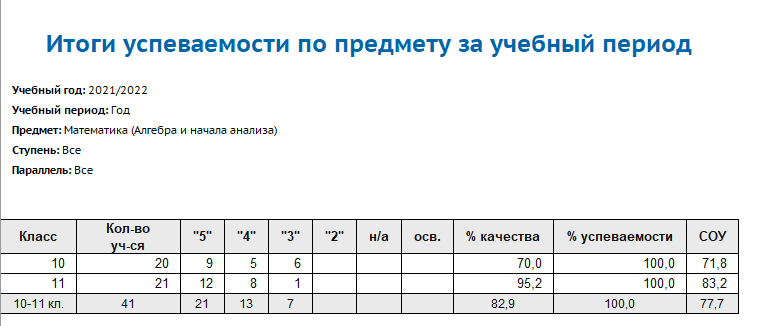 Итоги успеваемости по предмету за учебный период
Учебный год: 2021/2022
Учебный период: Год
Предмет: Математика (Алгебра и начала анализа)
Ступень: Все
Параллель: Все
Класс Кол-во уч-ся "5" "4" "3" "2" н/а осв. % качества % успеваемости СОУ
10 20 9 5 6 70,0 100,0 71,8
11 21 12 8 1 95,2 100,0 83,2
10-11 кл. 41 21 13 7 82,9 100,0 77,7